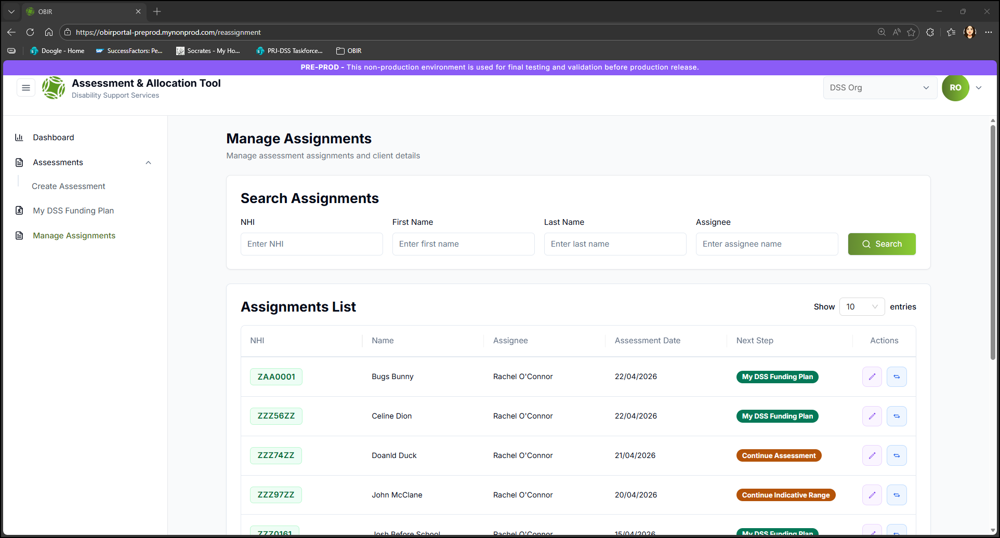 OBIR
https://obirportal-preprod.mynonprod.com/reassignment
Doogle - Home
SuccessFactors: Pe...
Socrates - My Ho...
PRJ-DSS Taskforce...
OBIR
PRE-PROD - This non-production environment is used for final testing and validation before production release.
Assessment & Allocation Tool
Disability Support Services
DSS Org
RO
Dashboard
Assessments
Create Assessment
My DSS Funding Plan
Manage Assignments
Manage Assignments
Manage assessment assignments and client details
Search Assignments
NHI First Name Last Name Assignee
Enter NHI Enter first name Enter last name Enter assignee name Search
Assignments List
Show 10 entries
NHI Name Assignee Assessment Date Next Step Actions
ZAA0001 Bugs Bunny Rachel O'Connor 22/04/2026 My DSS Funding Plan
ZZZ56ZZ Celine Dion Rachel O'Connor 22/04/2026 My DSS Funding Plan
ZZZ74ZZ Doanld Duck Rachel O'Connor 21/04/2026 Continue Assessment
ZZZ97ZZ John McClane Rachel O'Connor 20/04/2026 Continue Indicative Range
ZZZ0161 Josh Before School Rachel O'Connor 15/04/2026 My DSS Funding Plan